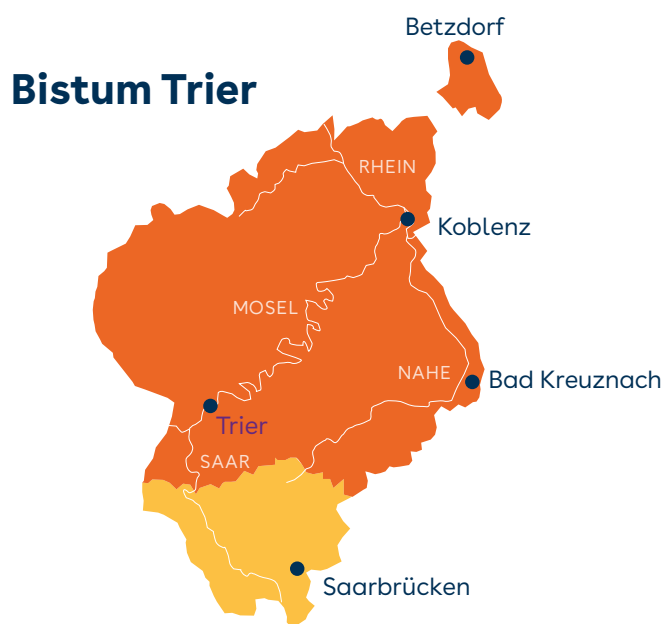 Betzdorf
Bistum Trier
RHEIN
Koblenz
MOSEL
NAHE
Bad Kreuznach
Trier
SAAR
Saarbrücken